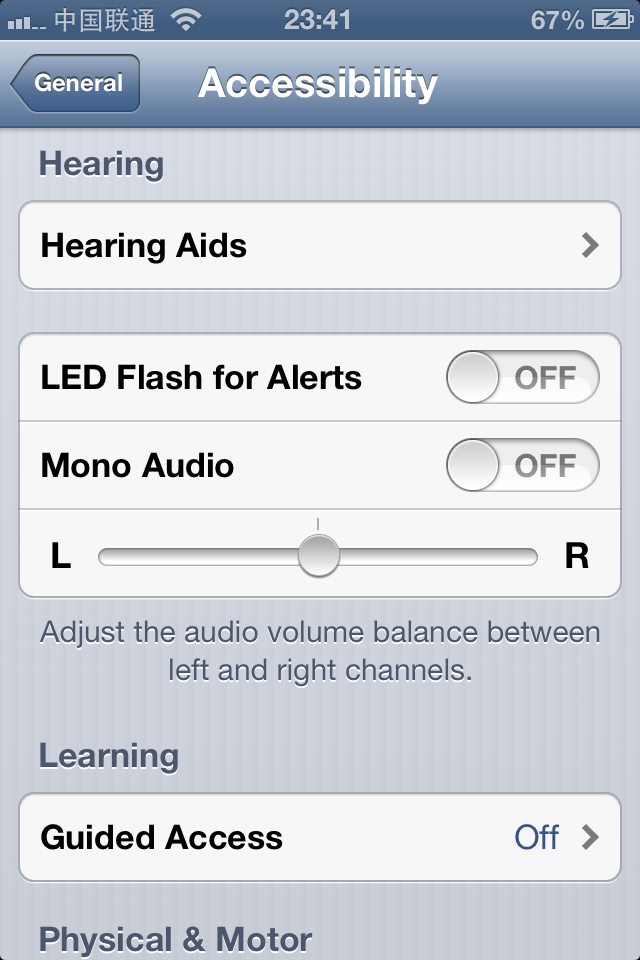 中国联通 23:41 67%
General Accessibility
Hearing
Hearing Aids
LED Flash for Alerts OFF
Mono Audio OFF
L R
Adjust the audio volume balance between
left and right channels.
Learning
Guided Access Off
Physical & Motor